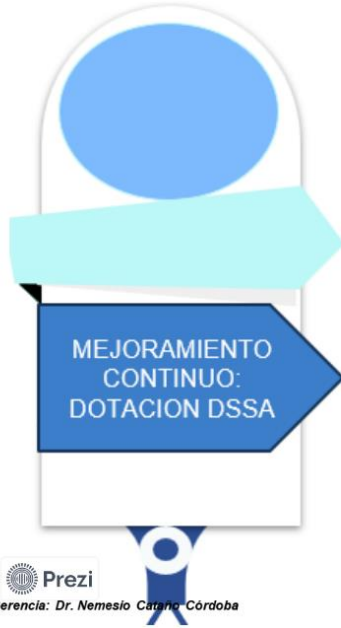 MEJORAMIENTO
CONTINUO:
DOTACION DSSA
Prezi
erencia: Dr. Nemesio Cataño Córdoba